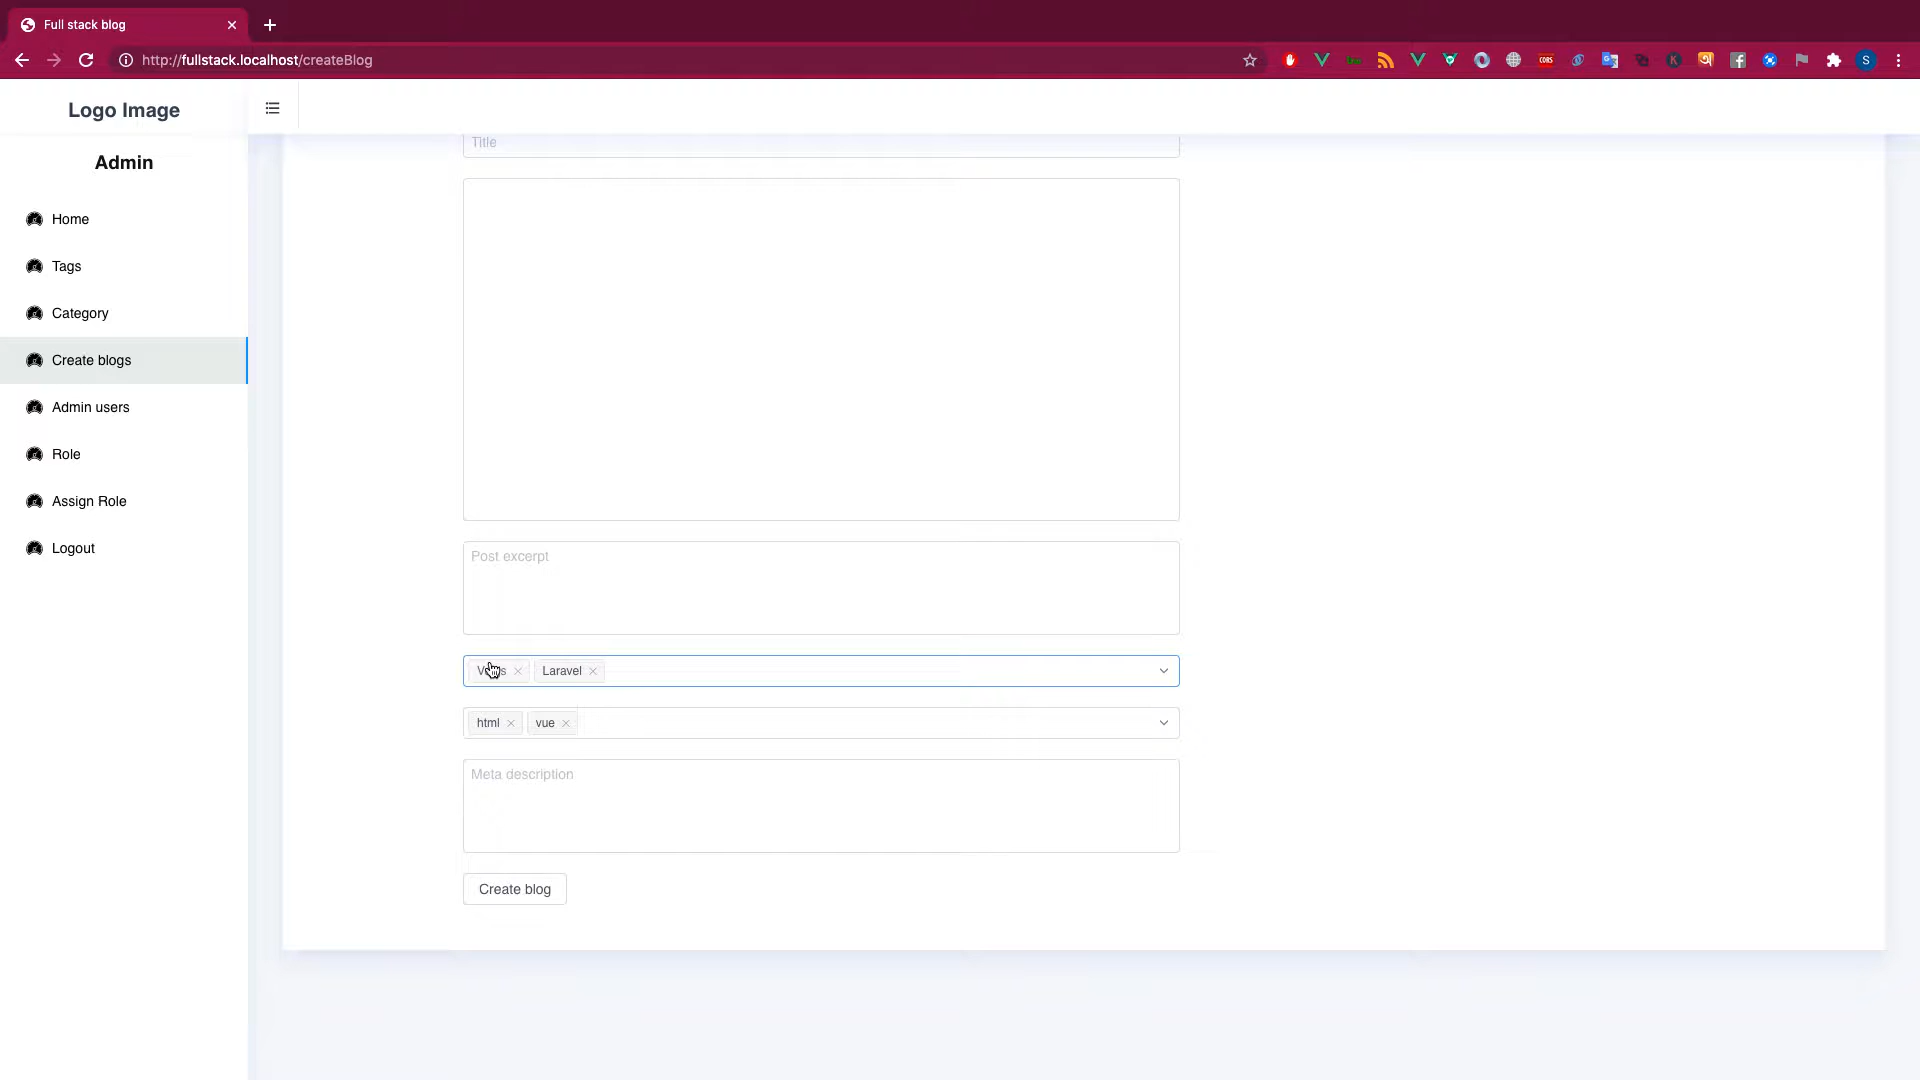 Full stack blog
http://fullstack.localhost/createBlog
CORS
K
S
Logo Image
Admin
Home
Tags
Category
Create blogs
Admin users
Role
Assign Role
Logout
Title
Post excerpt
Laravel
html vue
Meta description
Create blog